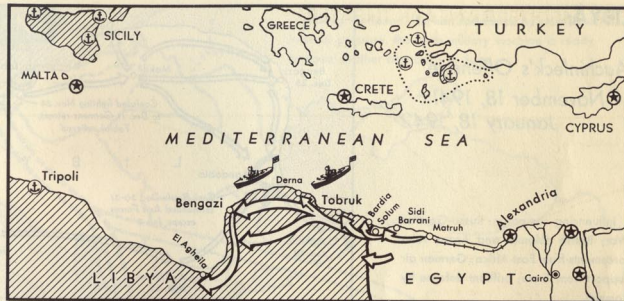 SICILY
GREECE
TURKEY
MALTA
CRETE
CYPRUS
MEDITERRANEAN SEA
Tripoli
Derna
Bengazi
Tobruk
Bardia
Solum
Sidi
Barrani
Matruh
Alexandria
El Agheila
LIBYA
EGYPT
Cairo